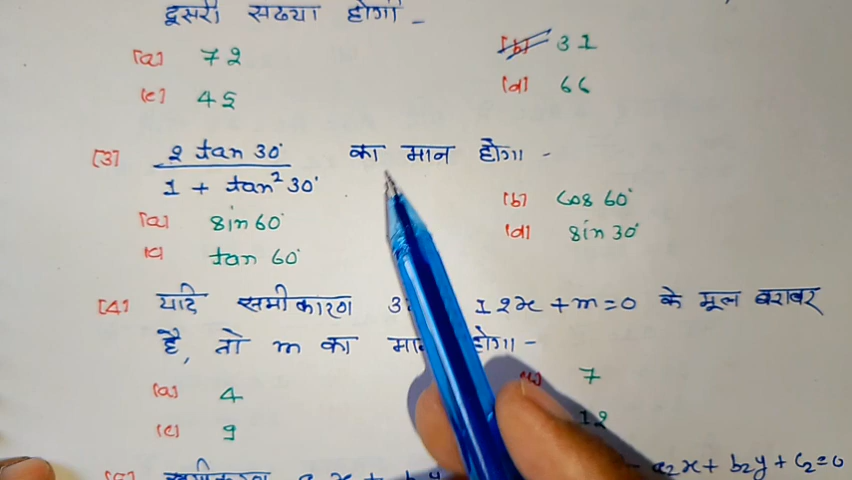 दूसरी संख्या होगी -
(a) 72 (b) 31
(c) 45 (d) 66
(3) 2 tan 30° / 1 + tan² 30° का मान होगा -
(a) sin 60° (b) cos 60°
(c) tan 60° (d) sin 30°
(4) यदि समीकरण 3 12x + m = 0 के मूल बराबर
है, तो m का मान होगा -
(a) 4 7
(c) 9 12
a₂x + b₂y + c₂ = 0